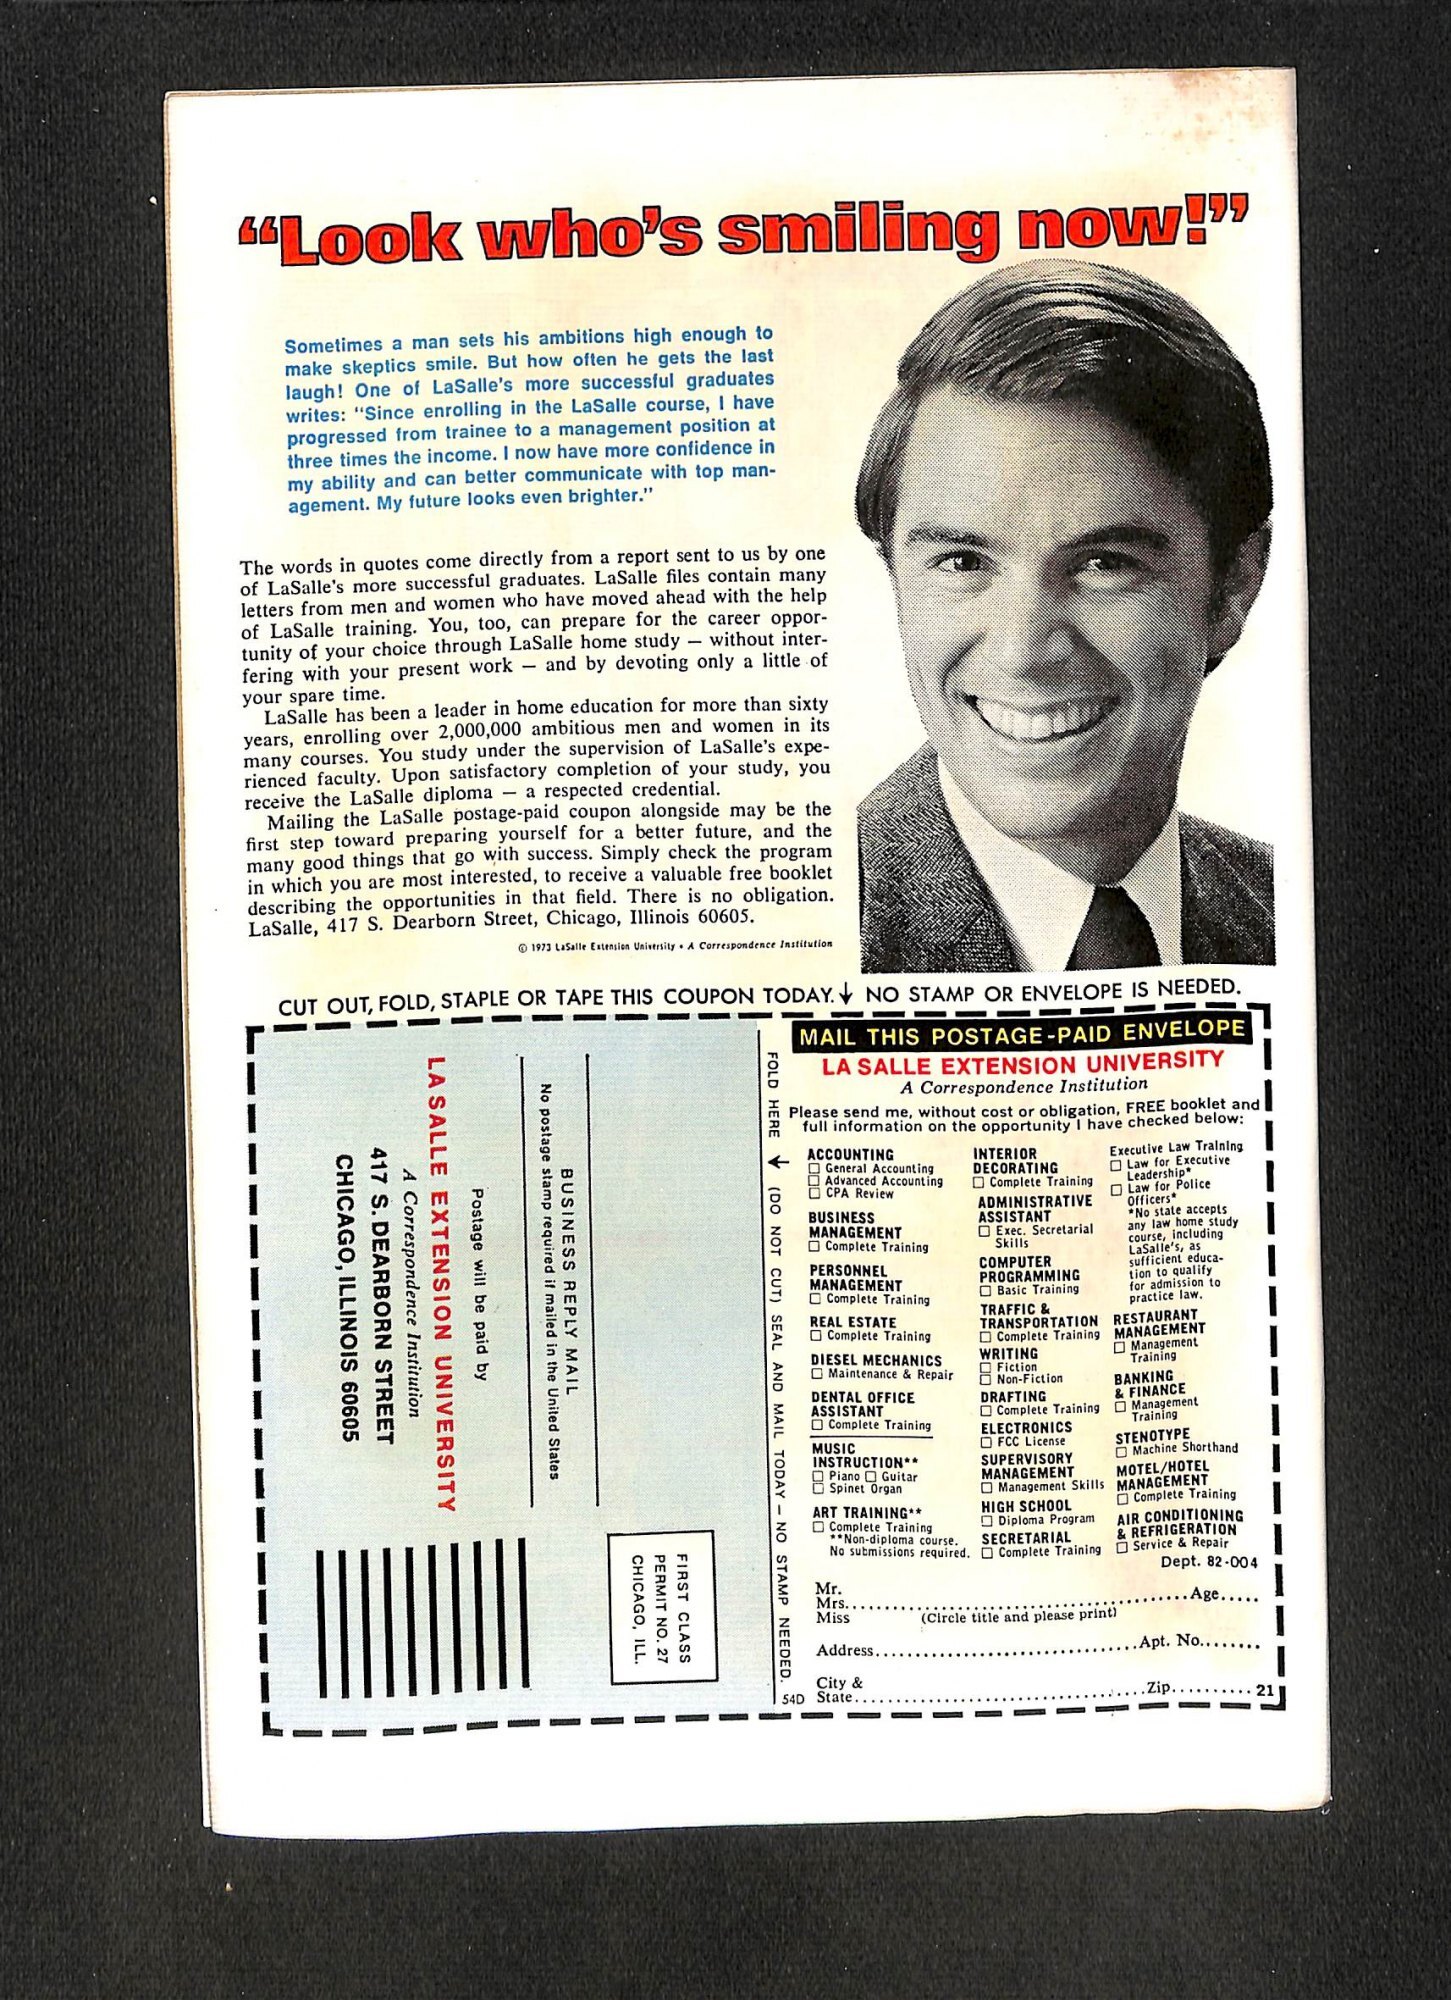 “Look who's smiling now!”
Sometimes a man sets his ambitions high enough to
make skeptics smile. But how often he gets the last
laugh! One of LaSalle's more successful graduates
writes: “Since enrolling in the LaSalle course, I have
progressed from trainee to a management position at
three times the income. I now have more confidence in
my ability and can better communicate with top man-
agement. My future looks even brighter.”
The words in quotes come directly from a report sent to us by one
of LaSalle's more successful graduates. LaSalle files contain many
letters from men and women who have moved ahead with the help
of LaSalle training. You, too, can prepare for the career oppor-
tunity of your choice through LaSalle home study — without inter-
fering with your present work — and by devoting only a little of
your spare time.
LaSalle has been a leader in home education for more than sixty
years, enrolling over 2,000,000 ambitious men and women in its
many courses. You study under the supervision of LaSalle's expe-
rienced faculty. Upon satisfactory completion of your study, you
receive the LaSalle diploma — a respected credential.
Mailing the LaSalle postage-paid coupon alongside may be the
first step toward preparing yourself for a better future, and the
many good things that go with success. Simply check the program
in which you are most interested, to receive a valuable free booklet
describing the opportunities in that field. There is no obligation.
LaSalle, 417 S. Dearborn Street, Chicago, Illinois 60605.
© 1973 LaSalle Extension University • A Correspondence Institution
CUT OUT, FOLD, STAPLE OR TAPE THIS COUPON TODAY.↓ NO STAMP OR ENVELOPE IS NEEDED.
FIRST CLASS
PERMIT NO. 27
CHICAGO, ILL.
BUSINESS REPLY MAIL
No postage stamp required if mailed in the United States
Postage will be paid by
LA SALLE EXTENSION UNIVERSITY
A Correspondence Institution
417 S. DEARBORN STREET
CHICAGO, ILLINOIS 60605
FOLD HERE ↓ (DO NOT CUT) SEAL AND MAIL TODAY — NO STAMP NEEDED.
54D
MAIL THIS POSTAGE-PAID ENVELOPE
LA SALLE EXTENSION UNIVERSITY
A Correspondence Institution
Please send me, without cost or obligation, FREE booklet and
full information on the opportunity I have checked below:
ACCOUNTING
☐ General Accounting
☐ Advanced Accounting
☐ CPA Review
BUSINESS
MANAGEMENT
☐ Complete Training
PERSONNEL
MANAGEMENT
☐ Complete Training
REAL ESTATE
☐ Complete Training
DIESEL MECHANICS
☐ Maintenance & Repair
DENTAL OFFICE
ASSISTANT
☐ Complete Training
MUSIC
INSTRUCTION**
☐ Piano ☐ Guitar
☐ Spinet Organ
ART TRAINING**
☐ Complete Training
**Non-diploma course.
No submissions required.
INTERIOR
DECORATING
☐ Complete Training
ADMINISTRATIVE
ASSISTANT
☐ Exec. Secretarial
Skills
COMPUTER
PROGRAMMING
☐ Basic Training
TRAFFIC &
TRANSPORTATION
☐ Complete Training
WRITING
☐ Fiction
☐ Non-Fiction
DRAFTING
☐ Complete Training
ELECTRONICS
☐ FCC License
SUPERVISORY
MANAGEMENT
☐ Management Skills
HIGH SCHOOL
☐ Diploma Program
SECRETARIAL
☐ Complete Training
Executive Law Training
☐ Law for Executive
Leadership*
☐ Law for Police
Officers*
*No state accepts
any law home study
course, including
LaSalle's, as
sufficient educa-
tion to qualify
for admission to
practice law.
RESTAURANT
MANAGEMENT
☐ Management
Training
BANKING
& FINANCE
☐ Management
Training
STENOTYPE
☐ Machine Shorthand
MOTEL/HOTEL
MANAGEMENT
☐ Complete Training
AIR CONDITIONING
& REFRIGERATION
☐ Service & Repair
Dept. 82-004
Mr.
Mrs. Age
Miss (Circle title and please print)
Address Apt. No.
City &
State Zip 21